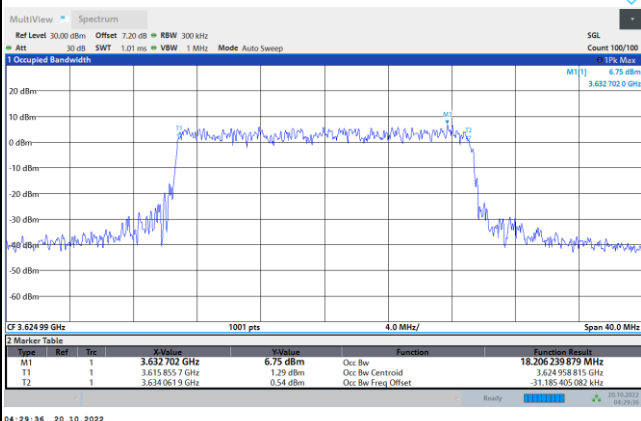 MultiView Spectrum
Ref Level 30.00 dBm Offset 7.20 dB RBW 300 kHz SGL
Att 30 dB SWT 1.01 ms VBW 1 MHz Mode Auto Sweep Count 100/100
1 Occupied Bandwidth 1Pk Max
M1[1] 6.75 dBm
3.632 702 0 GHz
20 dBm
M1
10 dBm
T1 T2
0 dBm
-10 dBm
-20 dBm
-30 dBm
-40 dBm
-50 dBm
-60 dBm
CF 3.624 99 GHz 1001 pts 4.0 MHz/ Span 40.0 MHz
2 Marker Table
Type Ref Trc X-Value Y-Value Function Function Result
M1 1 3.632 702 GHz 6.75 dBm Occ Bw 18.206 239 879 MHz
T1 1 3.615 855 7 GHz 1.29 dBm Occ Bw Centroid 3.624 958 815 GHz
T2 1 3.634 061 9 GHz 0.54 dBm Occ Bw Freq Offset -31.185 405 082 kHz
Ready 20.10.2022
04:29:36
04:29:36 20.10.2022